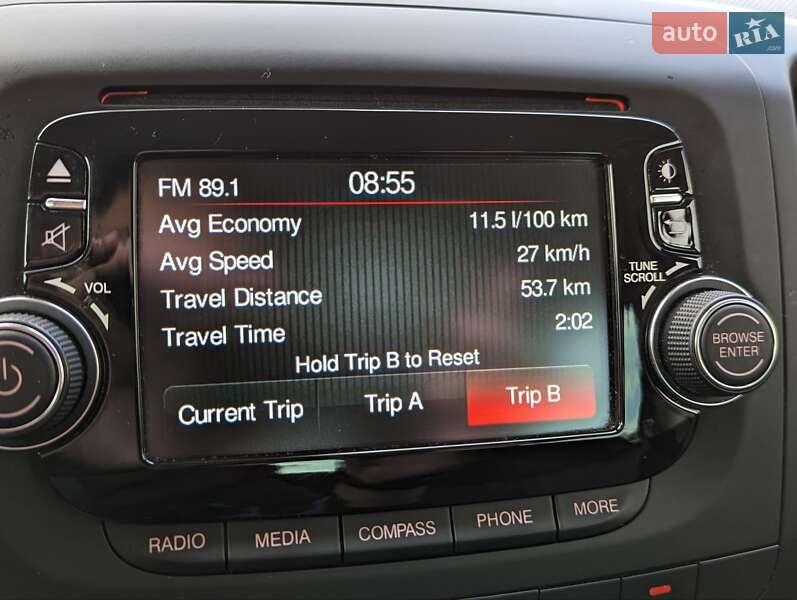 auto RIA.com
FM 89.1 08:55
Avg Economy 11.5 l/100 km
Avg Speed 27 km/h
Travel Distance 53.7 km
Travel Time 2:02
Hold Trip B to Reset
Current Trip Trip A Trip B
VOL
TUNE
SCROLL
BROWSE
ENTER
RADIO MEDIA COMPASS PHONE MORE